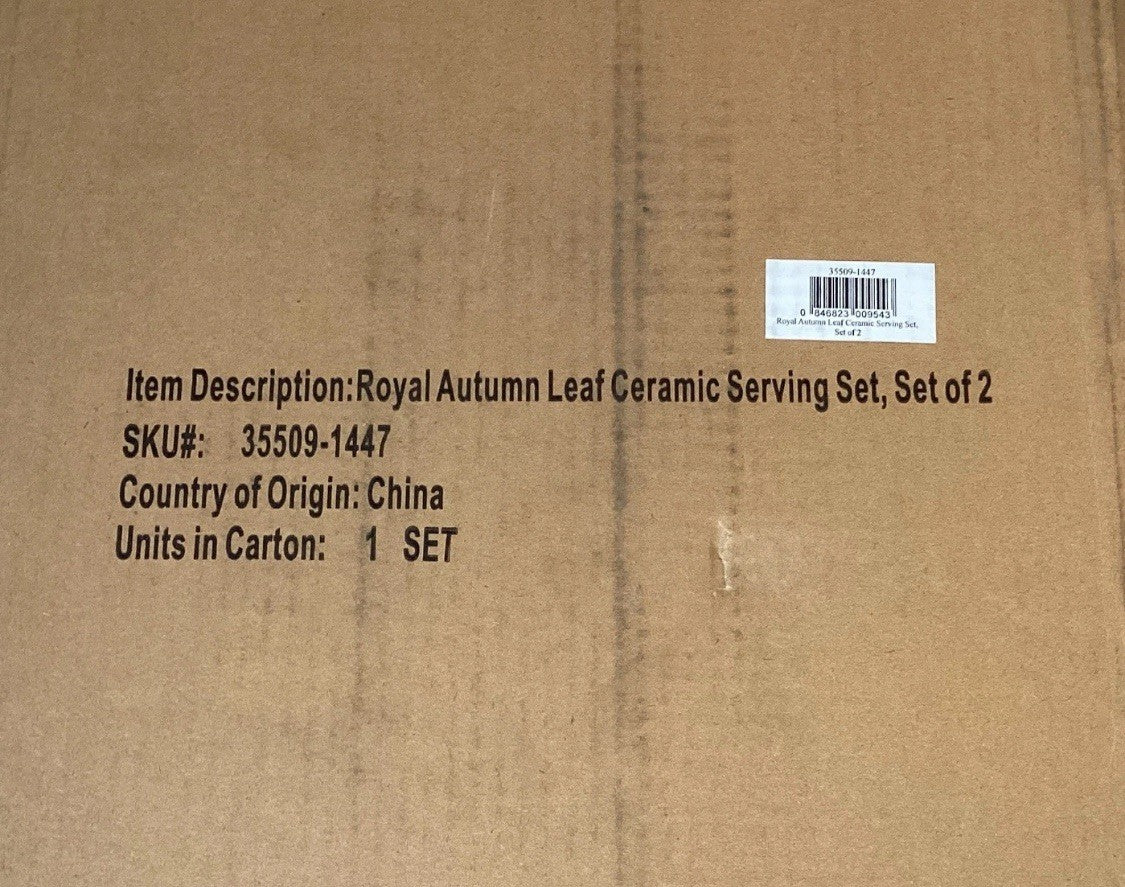 35509-1447
0 846823 009543
Royal Autumn Leaf Ceramic Serving Set,
Set of 2
Item Description:Royal Autumn Leaf Ceramic Serving Set, Set of 2
SKU#: 35509-1447
Country of Origin: China
Units in Carton: 1 SET